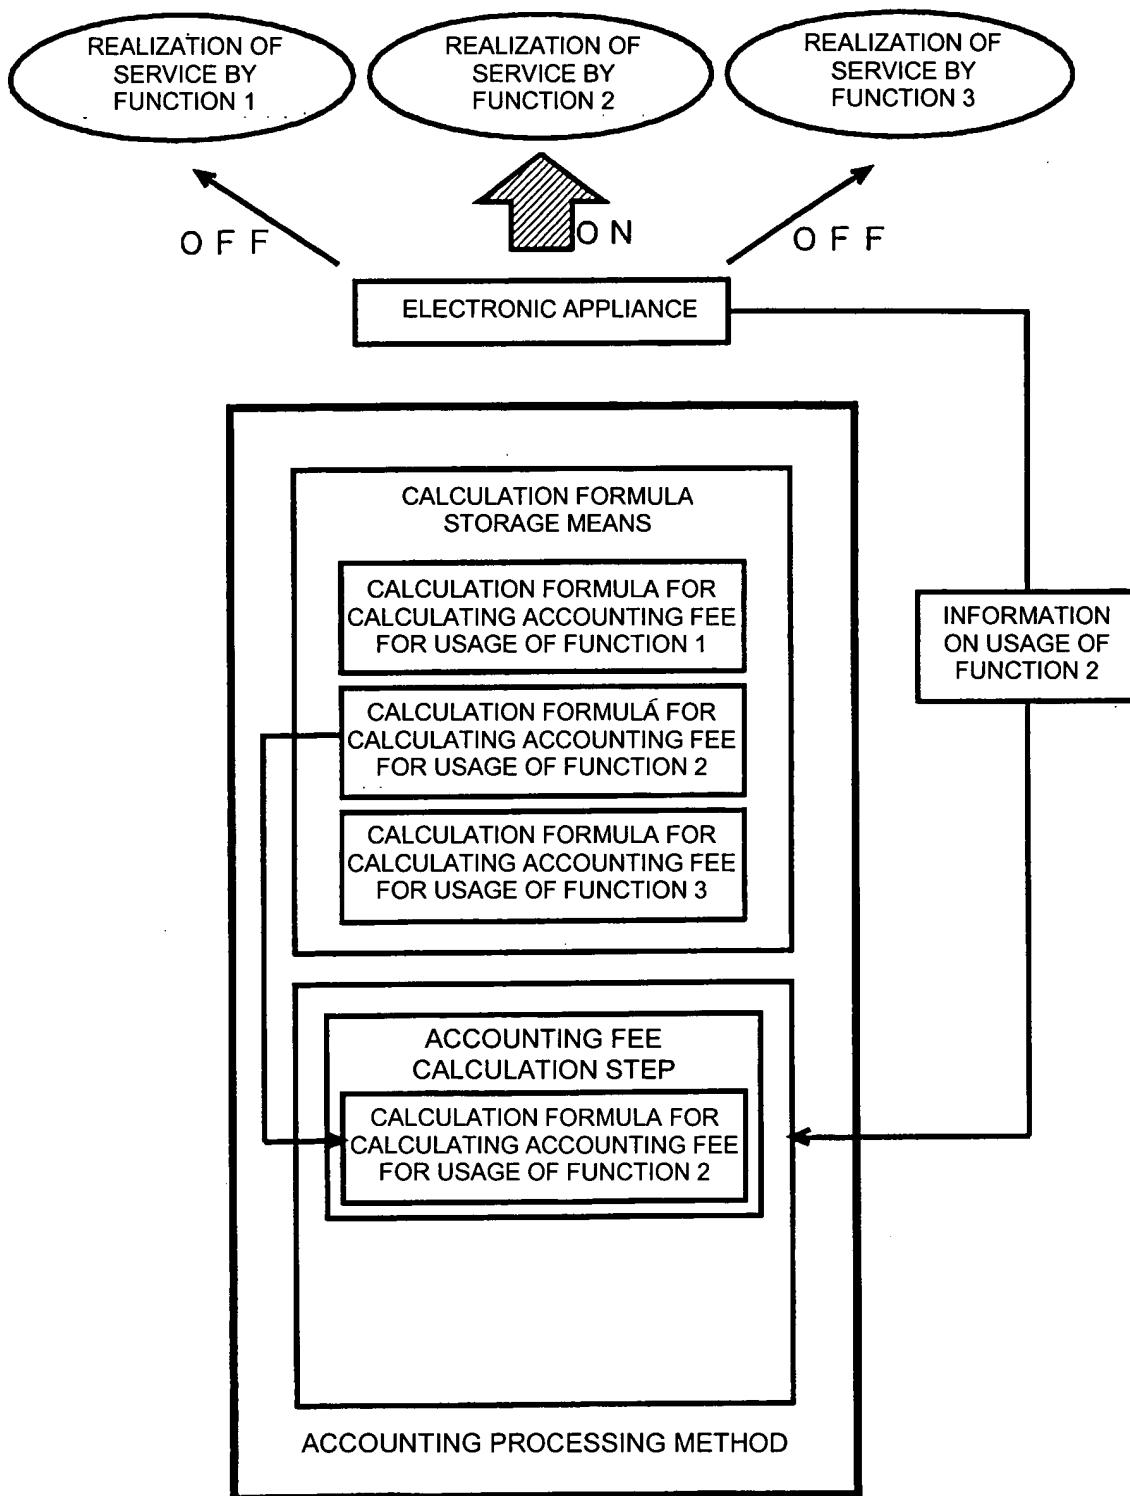 REALIZATION OF
SERVICE BY
FUNCTION 1
REALIZATION OF
SERVICE BY
FUNCTION 2
REALIZATION OF
SERVICE BY
FUNCTION 3
OFF
ON
OFF
ELECTRONIC APPLIANCE
CALCULATION FORMULA
STORAGE MEANS
CALCULATION FORMULA FOR
CALCULATING ACCOUNTING FEE
FOR USAGE OF FUNCTION 1
CALCULATION FORMULA FOR
CALCULATING ACCOUNTING FEE
FOR USAGE OF FUNCTION 2
CALCULATION FORMULA FOR
CALCULATING ACCOUNTING FEE
FOR USAGE OF FUNCTION 3
INFORMATION
ON USAGE OF
FUNCTION 2
ACCOUNTING FEE
CALCULATION STEP
CALCULATION FORMULA FOR
CALCULATING ACCOUNTING FEE
FOR USAGE OF FUNCTION 2
ACCOUNTING PROCESSING METHOD